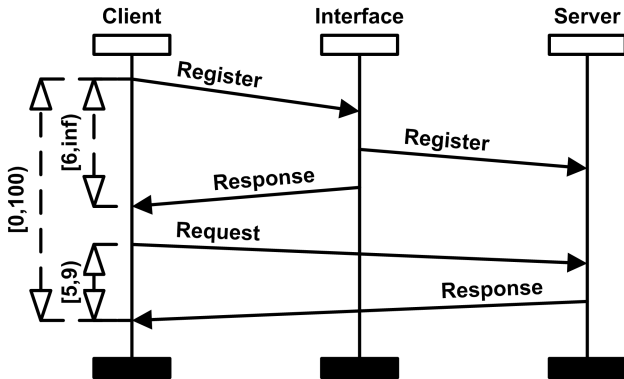 Client
Interface
Server
Register
Register
Response
Request
Response
[0,100)
[6,inf)
[5,9)